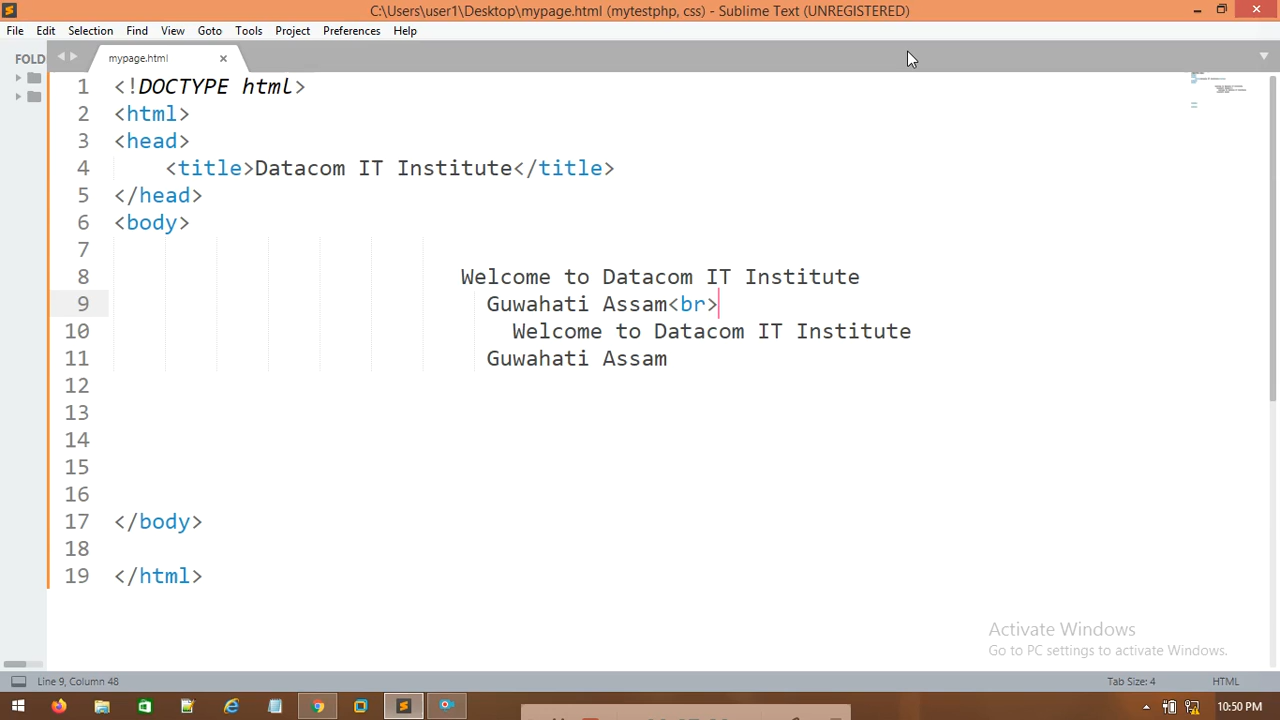 C:\Users\user1\Desktop\mypage.html (mytestphp, css) - Sublime Text (UNREGISTERED)
File Edit Selection Find View Goto Tools Project Preferences Help
FOLD
mypage.html
1 <!DOCTYPE html>
2 <html>
3 <head>
4 <title>Datacom IT Institute</title>
5 </head>
6 <body>
7
8 Welcome to Datacom IT Institute
9 Guwahati Assam<br>
10 Welcome to Datacom IT Institute
11 Guwahati Assam
12
13
14
15
16
17 </body>
18
19 </html>
Activate Windows
Go to PC settings to activate Windows.
Line 9, Column 48 Tab Size: 4 HTML
10:50 PM